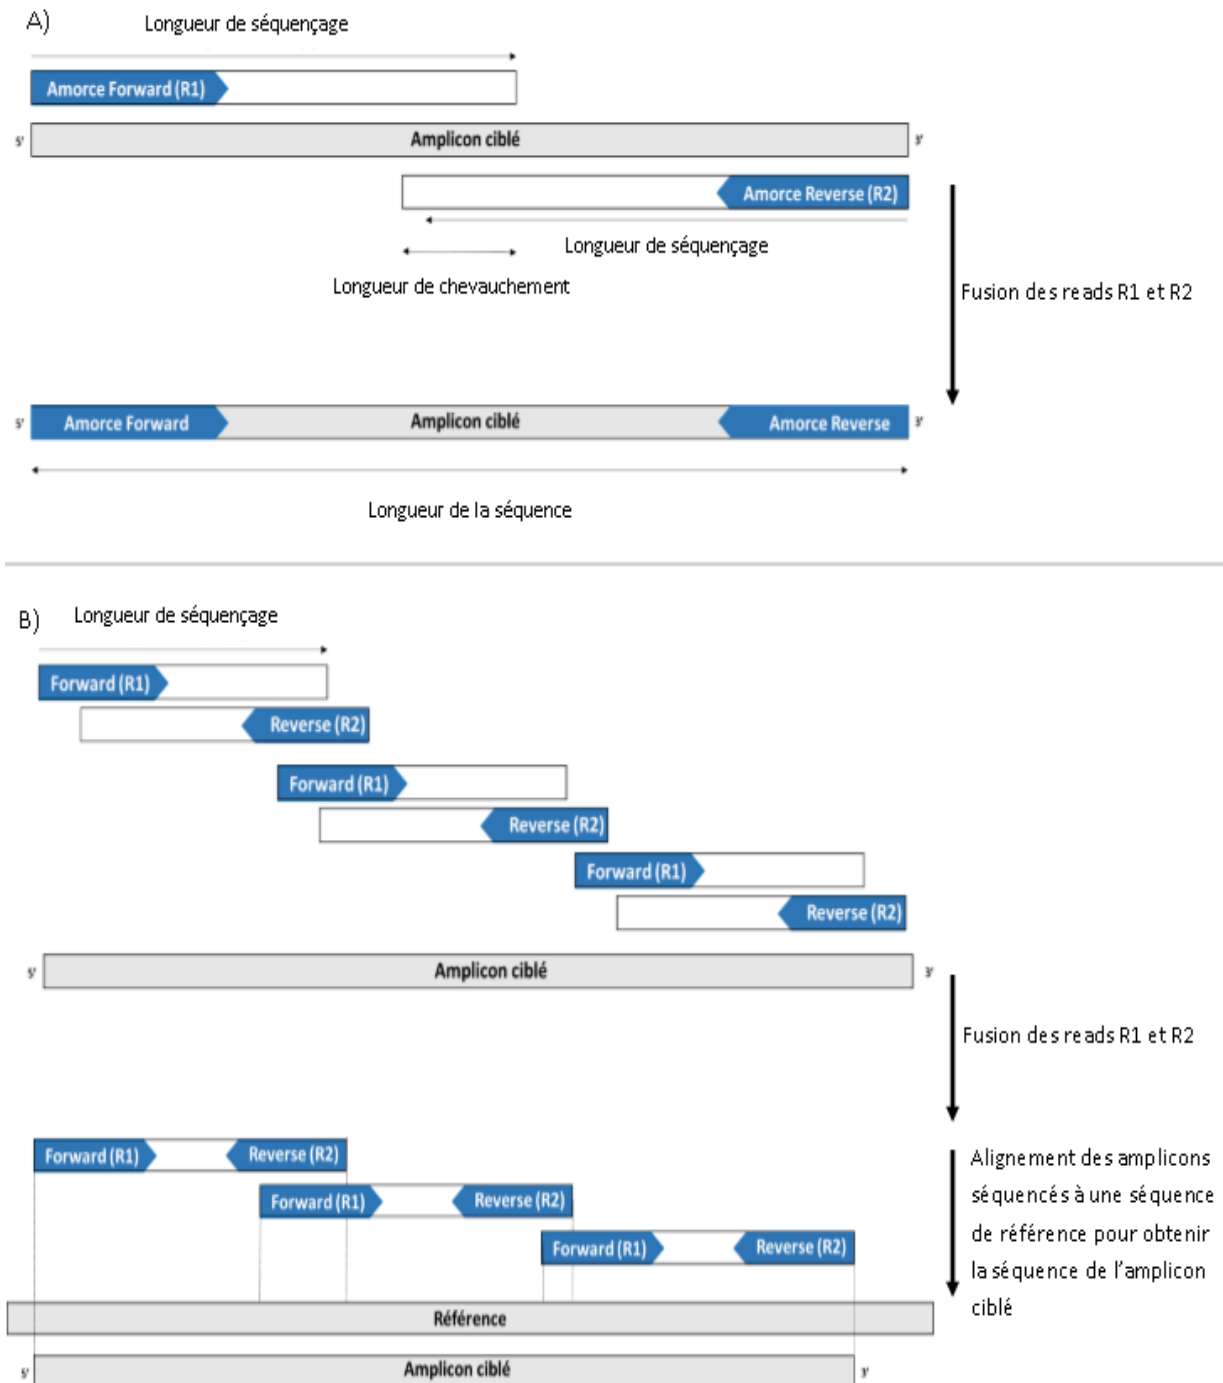 A)
Longueur de séquençage
Amorce Forward (R1)
5'
Amplicon ciblé
3'
Amorce Reverse (R2)
Longueur de séquençage
Longueur de chevauchement
Fusion des reads R1 et R2
5'
Amorce Forward
Amplicon ciblé
Amorce Reverse
3'
Longueur de la séquence
B)
Longueur de séquençage
Forward (R1)
Reverse (R2)
Forward (R1)
Reverse (R2)
Forward (R1)
Reverse (R2)
5'
Amplicon ciblé
3'
Fusion des reads R1 et R2
Forward (R1)
Reverse (R2)
Forward (R1)
Reverse (R2)
Forward (R1)
Reverse (R2)
Alignement des amplicons
séquencés à une séquence
de référence pour obtenir
la séquence de l'amplicon
ciblé
Référence
5'
Amplicon ciblé
3'